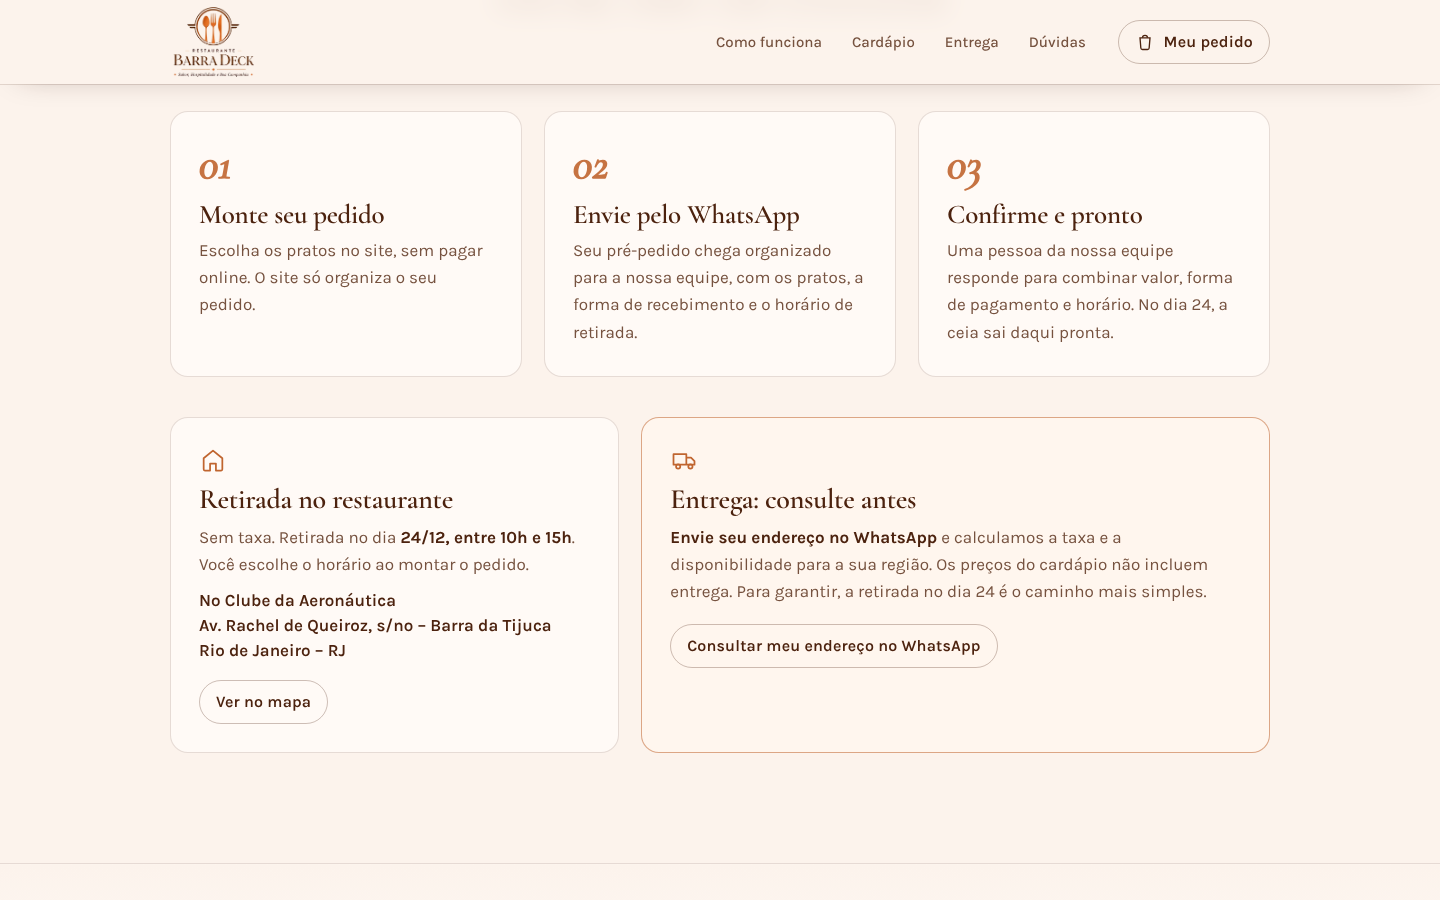 RESTAURANTE
BARRA DECK
Como funciona
Cardápio
Entrega
Dúvidas
Meu pedido
01
Monte seu pedido
Escolha os pratos no site, sem pagar
online. O site só organiza o seu
pedido.
02
Envie pelo WhatsApp
Seu pré-pedido chega organizado
para a nossa equipe, com os pratos, a
forma de recebimento e o horário de
retirada.
03
Confirme e pronto
Uma pessoa da nossa equipe
responde para combinar valor, forma
de pagamento e horário. No dia 24, a
ceia sai daqui pronta.
Retirada no restaurante
Sem taxa. Retirada no dia 24/12, entre 10h e 15h.
Você escolhe o horário ao montar o pedido.
No Clube da Aeronáutica
Av. Rachel de Queiroz, s/no – Barra da Tijuca
Rio de Janeiro – RJ
Ver no mapa
Entrega: consulte antes
Envie seu endereço no WhatsApp e calculamos a taxa e a
disponibilidade para a sua região. Os preços do cardápio não incluem
entrega. Para garantir, a retirada no dia 24 é o caminho mais simples.
Consultar meu endereço no WhatsApp